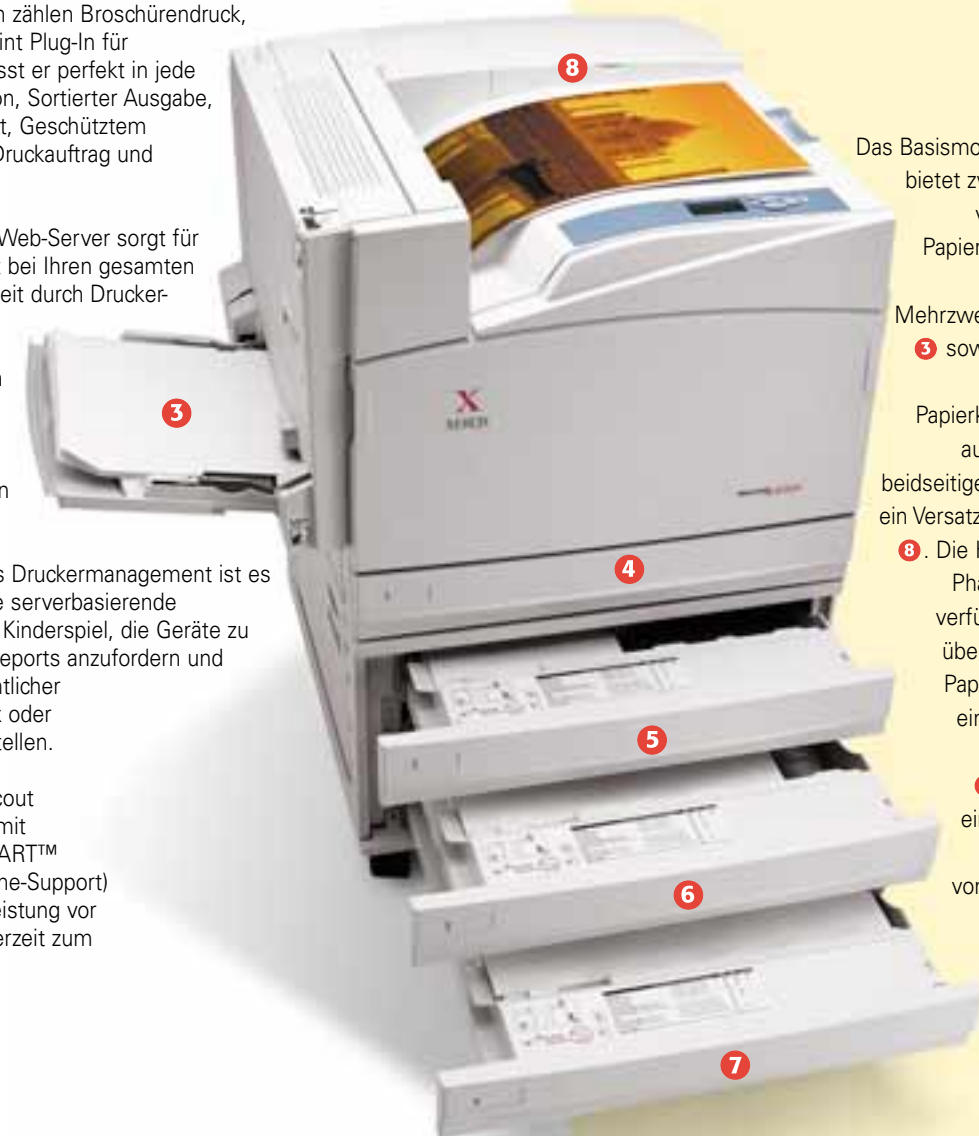 n zählen Broschürendruck,
int Plug-In für
sst er perfekt in jede
on, Sortierter Ausgabe,
t, Geschütztem
Druckauftrag und
Web-Server sorgt für
t bei Ihren gesamten
eit durch Drucker-
n
n
s Druckermanagement ist es
e serverbasierende
Kinderspiel, die Geräte zu
eports anzufordern und
ntlicher
t oder
tellen.
cout
mit
ART™
ne-Support)
eistung vor
erzeit zum
8
3
X
XEROX
4
5
6
7
Das Basismo
bietet zw
v
Papier
Mehrzwe
3 sow
Papierk
au
beidseitige
ein Versatz
8. Die 
Pha
verfü
übe
Pap
ein
ei
vor